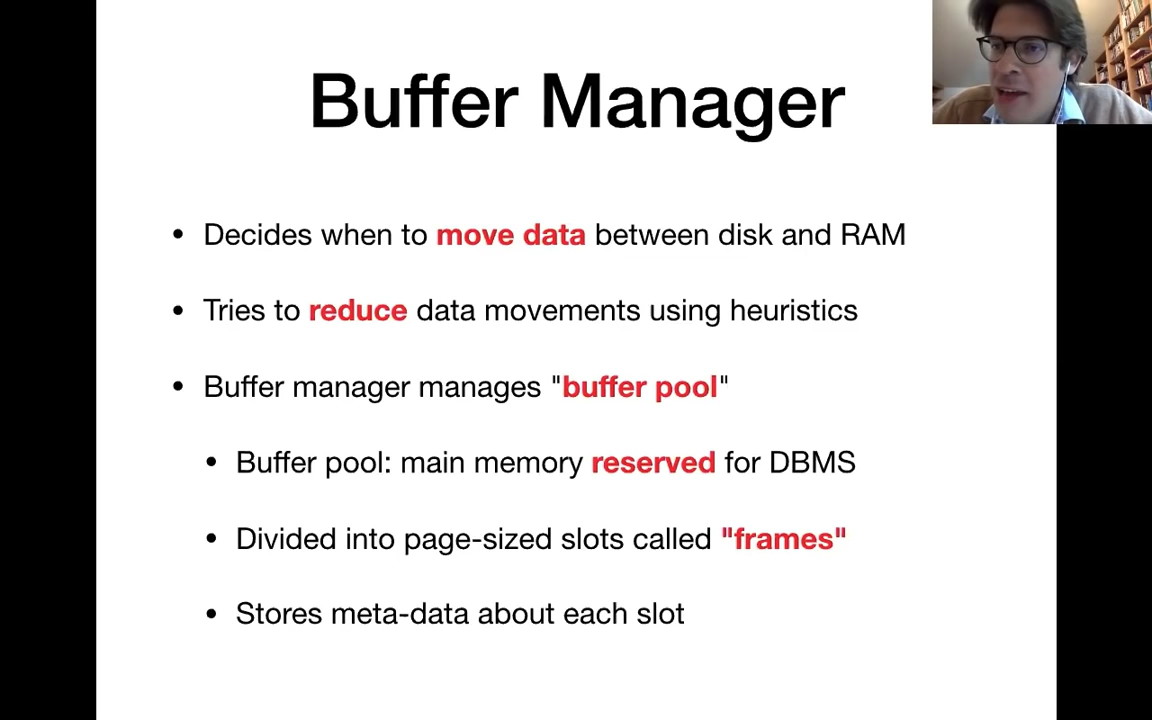 Buffer Manager
• Decides when to move data between disk and RAM
• Tries to reduce data movements using heuristics
• Buffer manager manages "buffer pool"
• Buffer pool: main memory reserved for DBMS
• Divided into page-sized slots called "frames"
• Stores meta-data about each slot